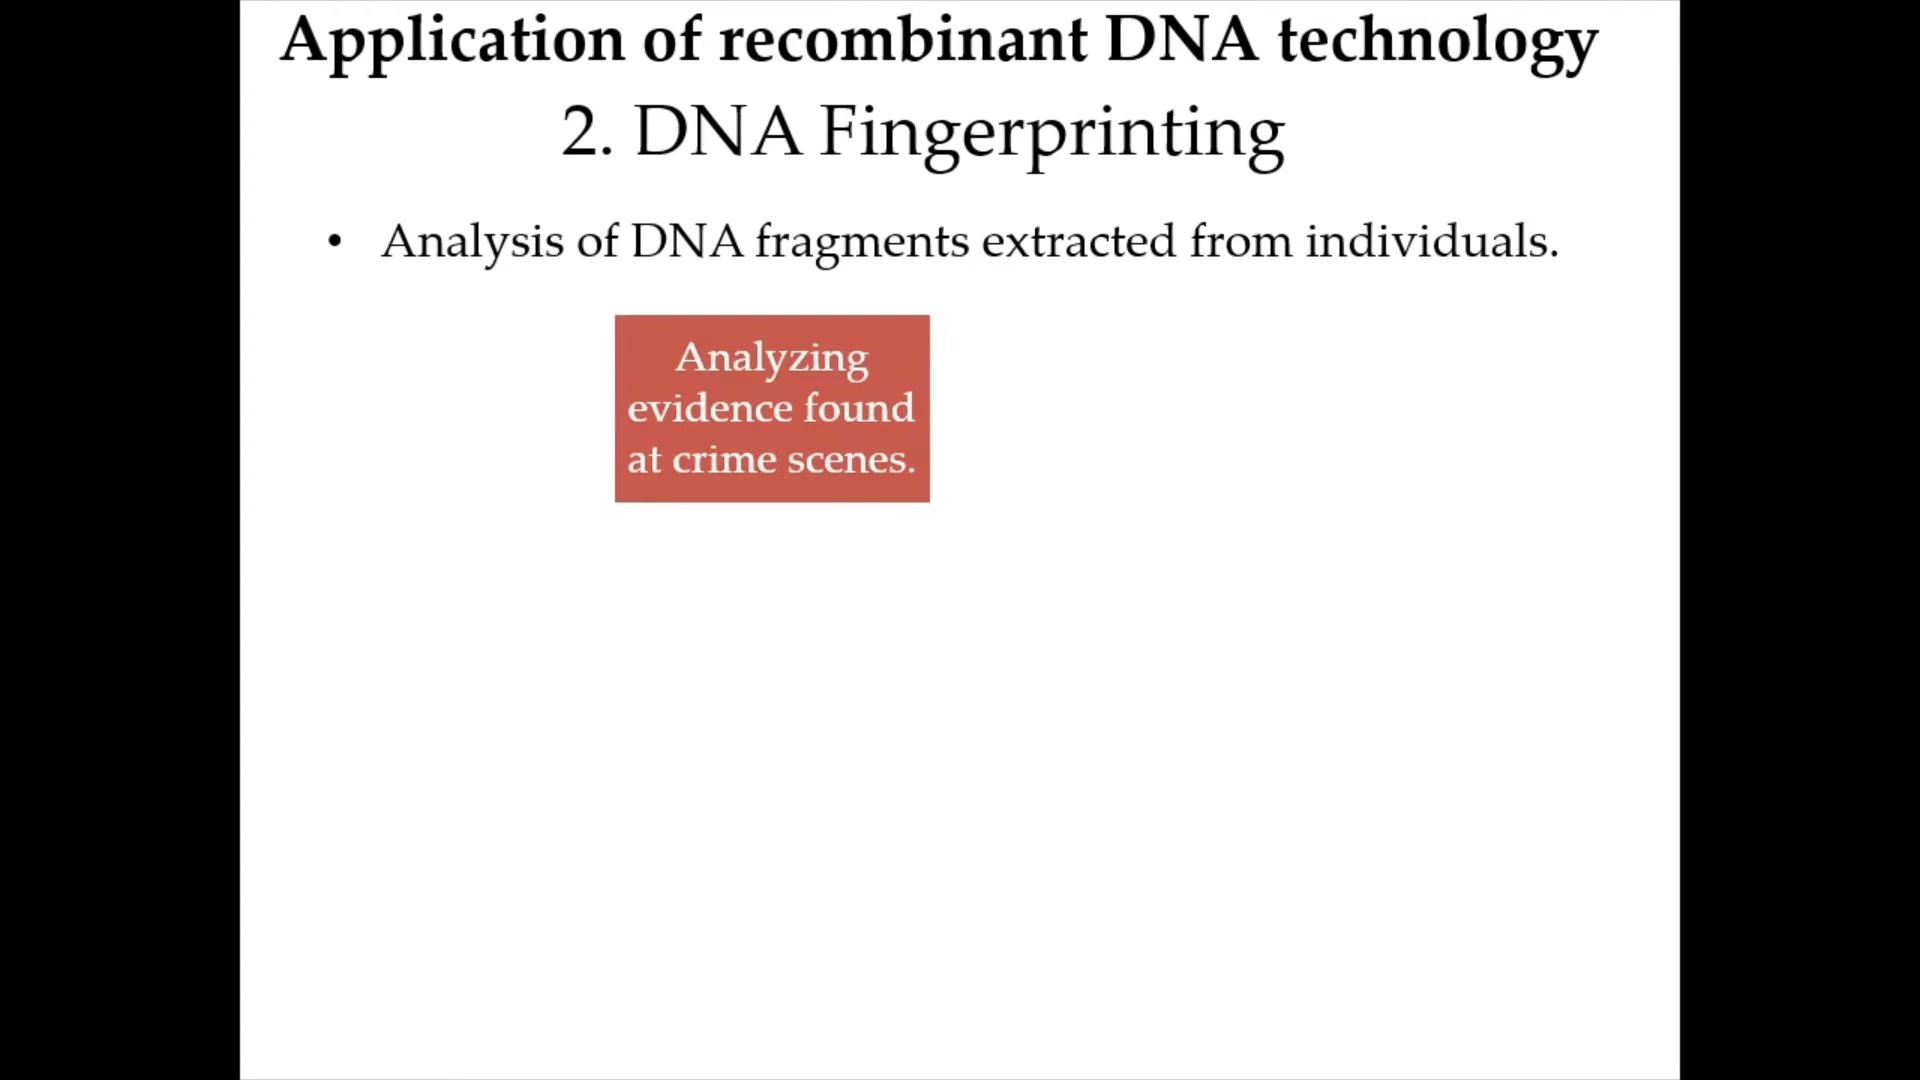 Application of recombinant DNA technology
2. DNA Fingerprinting
• Analysis of DNA fragments extracted from individuals.
Analyzing
evidence found
at crime scenes.